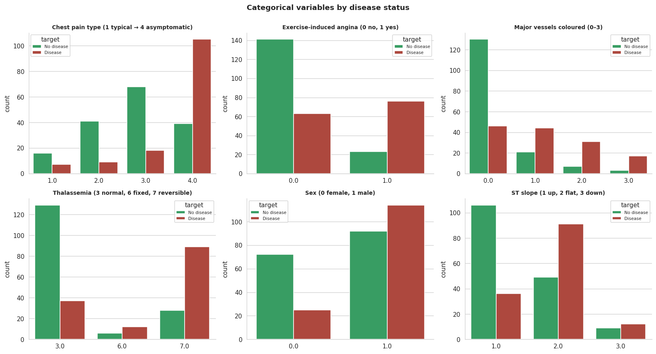 Categorical variables by disease status
Chest pain type (1 typical → 4 asymptomatic)
target
No disease
Disease
count
100
80
60
40
20
0
1.0 2.0 3.0 4.0
Exercise-induced angina (0 no, 1 yes)
target
No disease
Disease
count
140
120
100
80
60
40
20
0
0.0 1.0
Major vessels coloured (0–3)
target
No disease
Disease
count
120
100
80
60
40
20
0
0.0 1.0 2.0 3.0
Thalassemia (3 normal, 6 fixed, 7 reversible)
target
No disease
Disease
count
120
100
80
60
40
20
0
3.0 6.0 7.0
Sex (0 female, 1 male)
target
No disease
Disease
count
100
80
60
40
20
0
0.0 1.0
ST slope (1 up, 2 flat, 3 down)
target
No disease
Disease
count
100
80
60
40
20
0
1.0 2.0 3.0